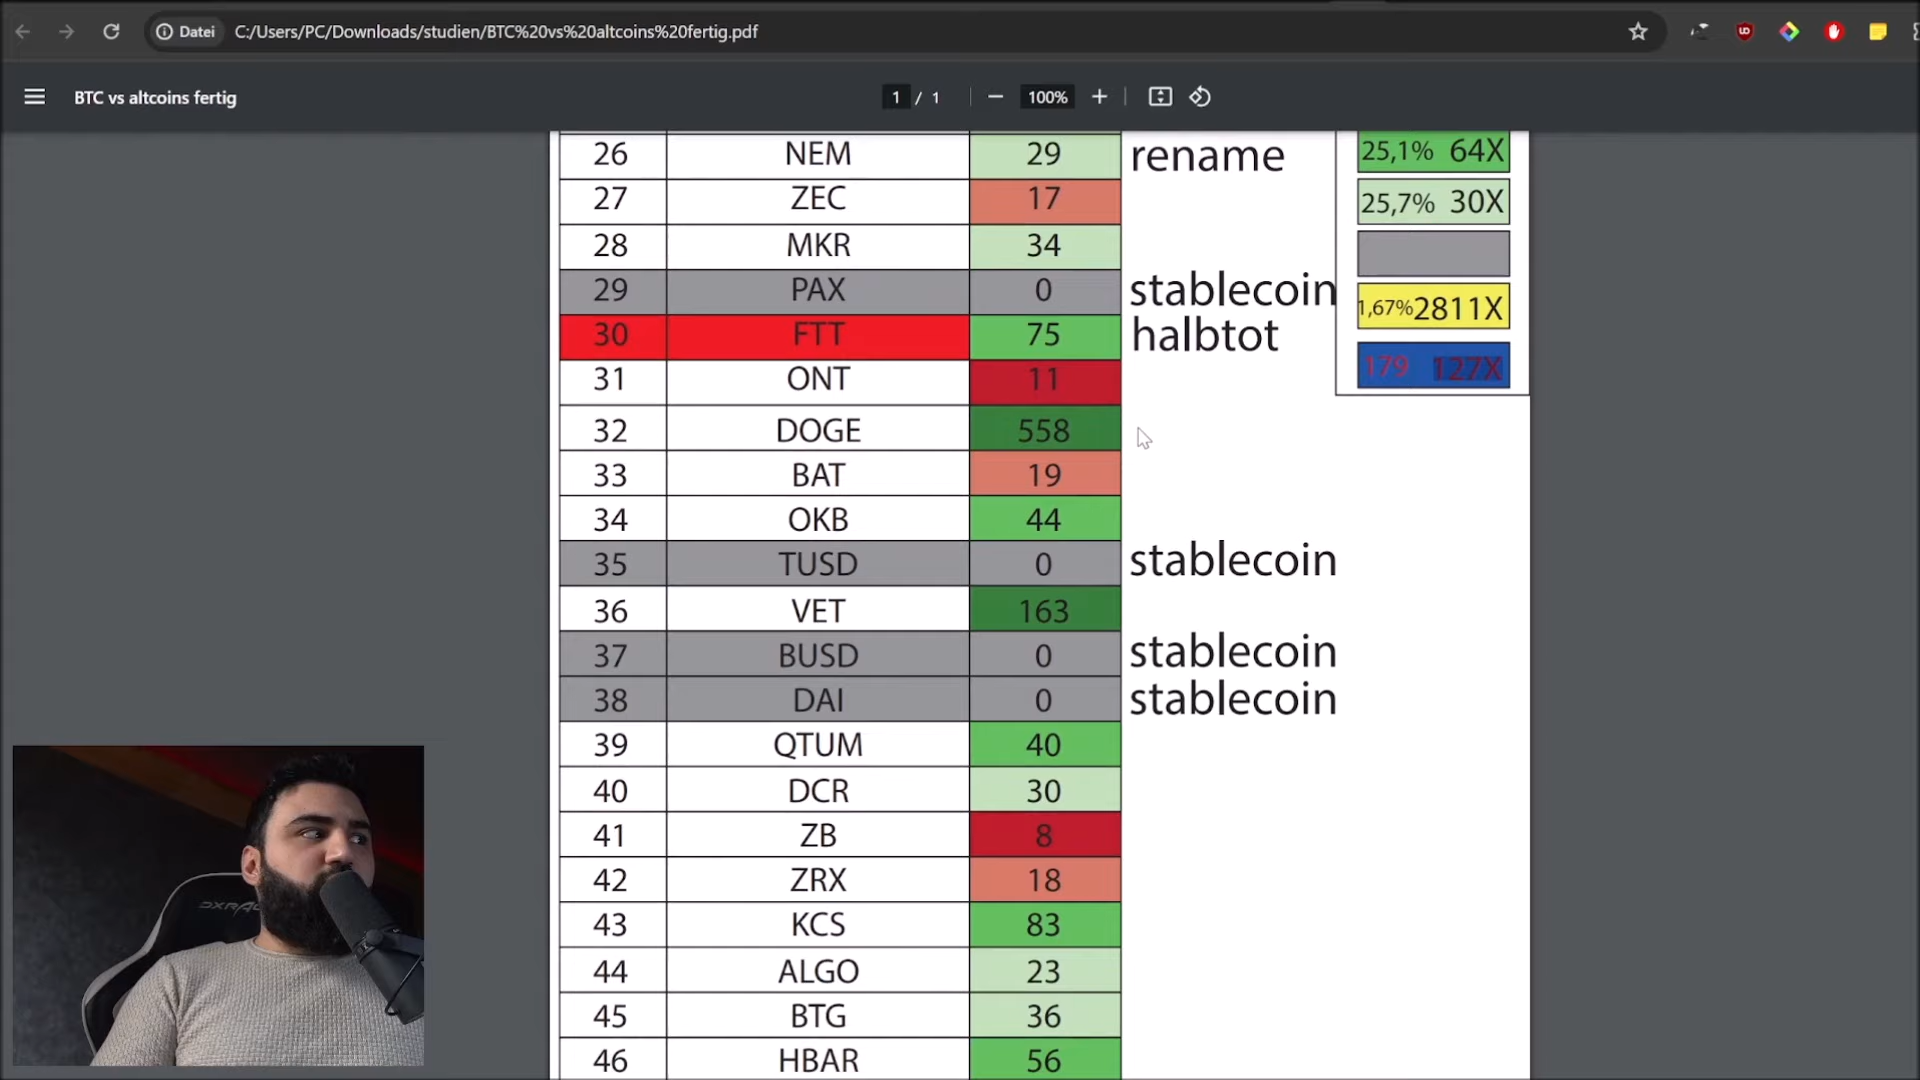 Datei C:/Users/PC/Downloads/studien/BTC%20vs%20altcoins%20fertig.pdf
BTC vs altcoins fertig
1 / 1
100%
26 NEM 29 rename
27 ZEC 17
28 MKR 34
29 PAX 0 stablecoin
30 FTT 75 halbtot
31 ONT 11
32 DOGE 558
33 BAT 19
34 OKB 44
35 TUSD 0 stablecoin
36 VET 163
37 BUSD 0 stablecoin
38 DAI 0 stablecoin
39 QTUM 40
40 DCR 30
41 ZB 8
42 ZRX 18
43 KCS 83
44 ALGO 23
45 BTG 36
46 HBAR 56
25,1% 64X
25,7% 30X
1,67% 2811X
179 127X